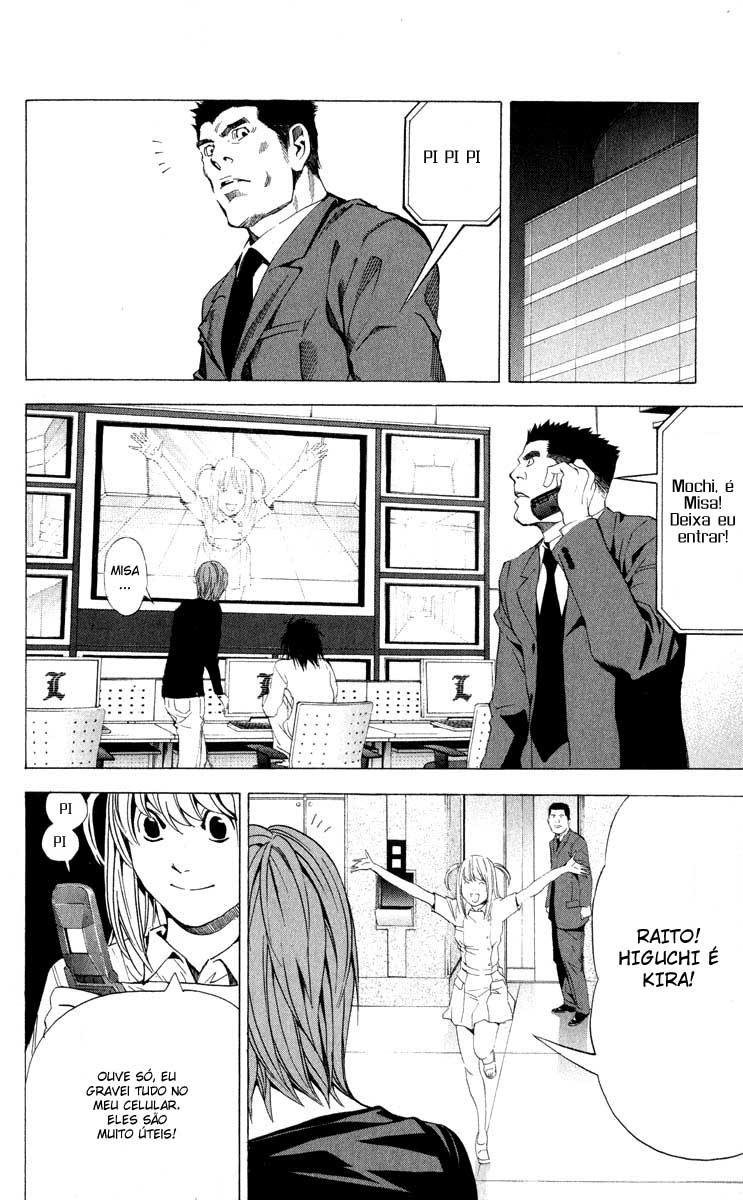 PI PI PI
Mochi, é
Misa!
Deixa eu
entrar!
MISA
...
L
L
RAITO!
HIGUCHI É
KIRA!
PI
PI
OUVE SÓ, EU
GRAVEI TUDO NO
MEU CELULAR.
ELES SÃO
MUITO ÚTEIS!